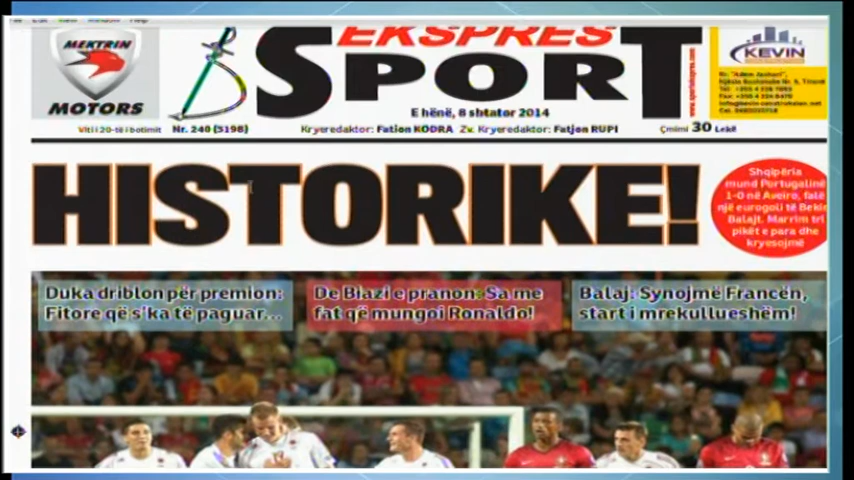 MEKTRIN
MOTORS
EKSPRES
SPORT
KEVIN
E hënë, 8 shtator 2014
Viti i 20-të i botimit
Nr. 240 (5198)
Kryeredaktor: Fation KODRA Zv. Kryeredaktor: Fatjon RUPI
Çmimi 30 Lekë
HISTORIKE!
Shqipëria
mund Portugalinë
1-0 në Aveiro, falë
një eurogoli të Bekim
Balajt. Marrim tri
pikët e para dhe
kryesojmë
Duka driblon për premion:
Fitore që s'ka të paguar...
De Biazi e pranon: Sa me
fat që mungoi Ronaldo!
Balaj: Synojmë Francën,
start i mrekullueshëm!